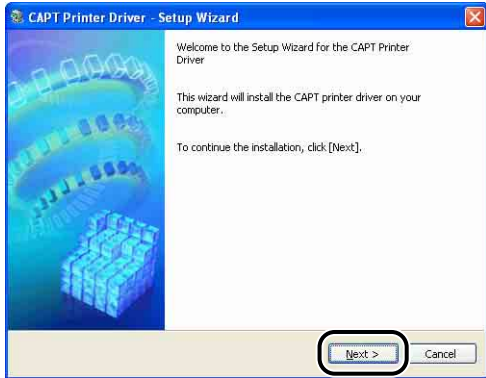 CAPT Printer Driver - Setup Wizard
Welcome to the Setup Wizard for the CAPT Printer
Driver
This wizard will install the CAPT printer driver on your
computer.
To continue the installation, click [Next].
Next >
Cancel